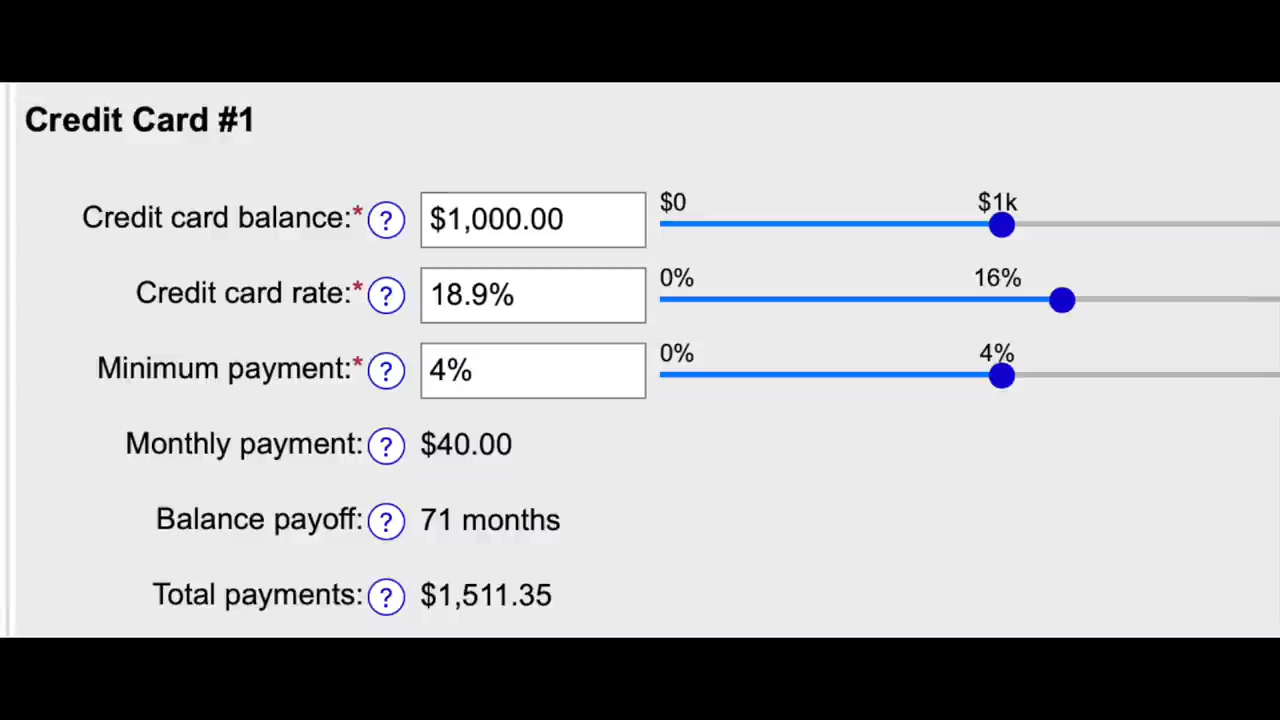 Credit Card #1
Credit card balance:* ? $1,000.00 $0 $1k
Credit card rate:* ? 18.9% 0% 16%
Minimum payment:* ? 4% 0% 4%
Monthly payment: ? $40.00
Balance payoff: ? 71 months
Total payments: ? $1,511.35